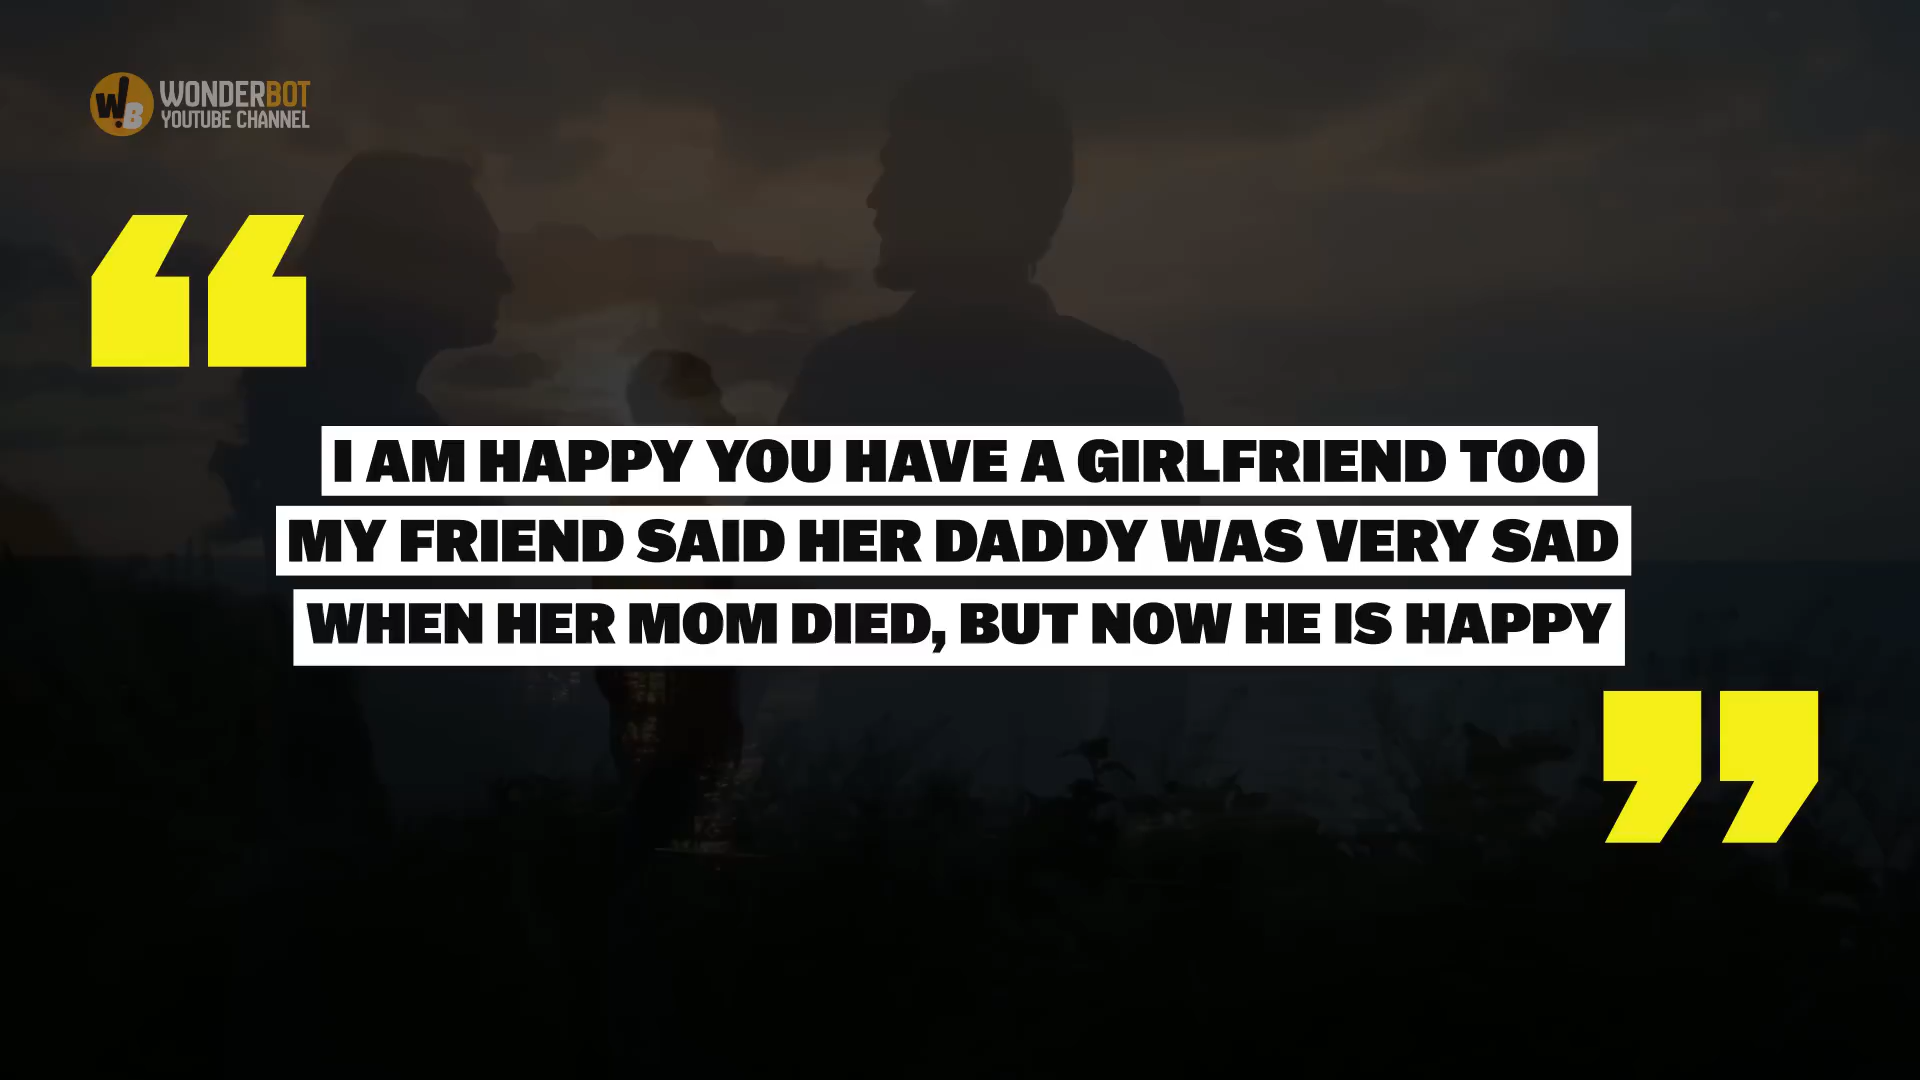 WONDERBOT
YOUTUBE CHANNEL
“
I AM HAPPY YOU HAVE A GIRLFRIEND TOO
MY FRIEND SAID HER DADDY WAS VERY SAD
WHEN HER MOM DIED, BUT NOW HE IS HAPPY
”